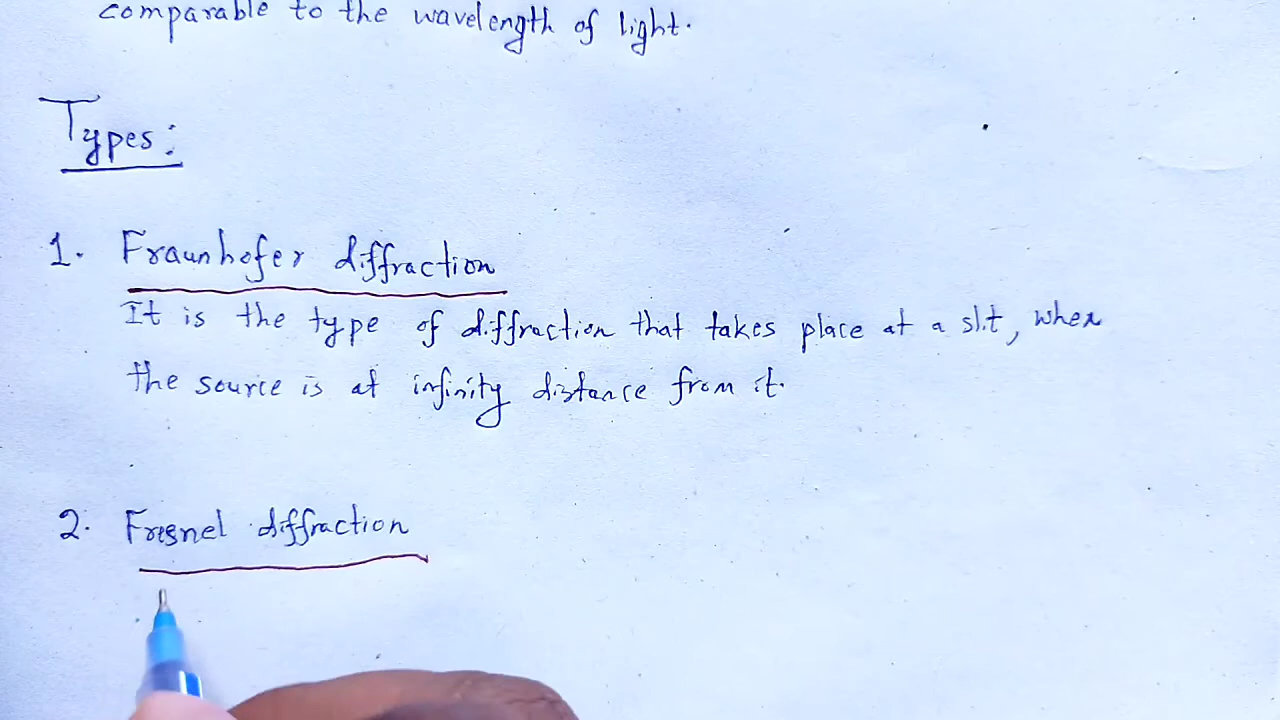 comparable to the wavelength of light.
Types:
1. Fraunhofer diffraction
It is the type of diffraction that takes place at a slit, when
the source is at infinity distance from it.
2. Fresnel diffraction